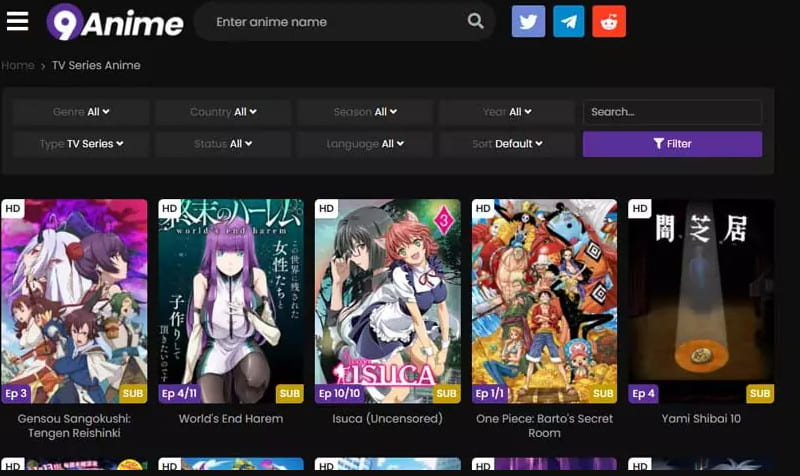 9Anime
Enter anime name
Home > TV Series Anime
Genre All
Country All
Season All
Year All
Search...
Type TV Series
Status All
Language All
Sort Default
Filter
HD
終末のハーレム
world's end harem
この世界に残された
女性たちと
子作りして
頂きたいのです
Ep 3
SUB
Ep 4/11
SUB
HD
3
ISUCA
Ep 10/10
SUB
HD
Ep 1/1
SUB
HD
闇芝居
Ep 4
SUB
Gensou Sangokushi:
Tengen Reishinki
World's End Harem
Isuca (Uncensored)
One Piece: Barto's Secret
Room
Yami Shibai 10
HD
HD
HD
HD
HD